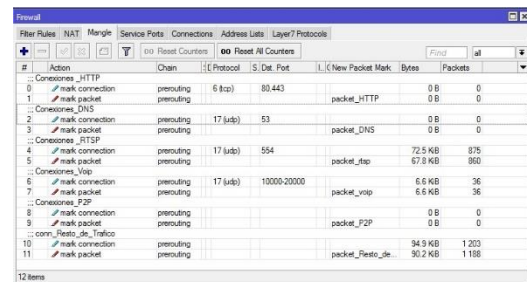 Firewall
Filter Rules NAT Mangle Service Ports Connections Address Lists Layer7 Protocols
00 Reset Counters 00 Reset All Counters Find all
# Action Chain Protocol S. Dst. Port I.. New Packet Mark Bytes Packets
::: Conexiones _HTTP
0 mark connection prerouting 6 (tcp) 80,443 0 B 0
1 mark packet prerouting packet_HTTP 0 B 0
::: Conexiones_DNS
2 mark connection prerouting 17 (udp) 53 0 B 0
3 mark packet prerouting packet_DNS 0 B 0
::: Conexiones _RTSP
4 mark connection prerouting 17 (udp) 554 72.5 KiB 875
5 mark packet prerouting packet_rtsp 67.8 KiB 860
::: Conexiones_Voip
6 mark connection prerouting 17 (udp) 10000-20000 6.6 KiB 36
7 mark packet prerouting packet_voip 6.6 KiB 36
::: Conexiones_P2P
8 mark connection prerouting 0 B 0
9 mark packet prerouting packet_P2P 0 B 0
::: conn_Resto_de_Trafico
10 mark connection prerouting 94.9 KiB 1 203
11 mark packet prerouting packet_Resto_de... 90.2 KiB 1 188
12 items